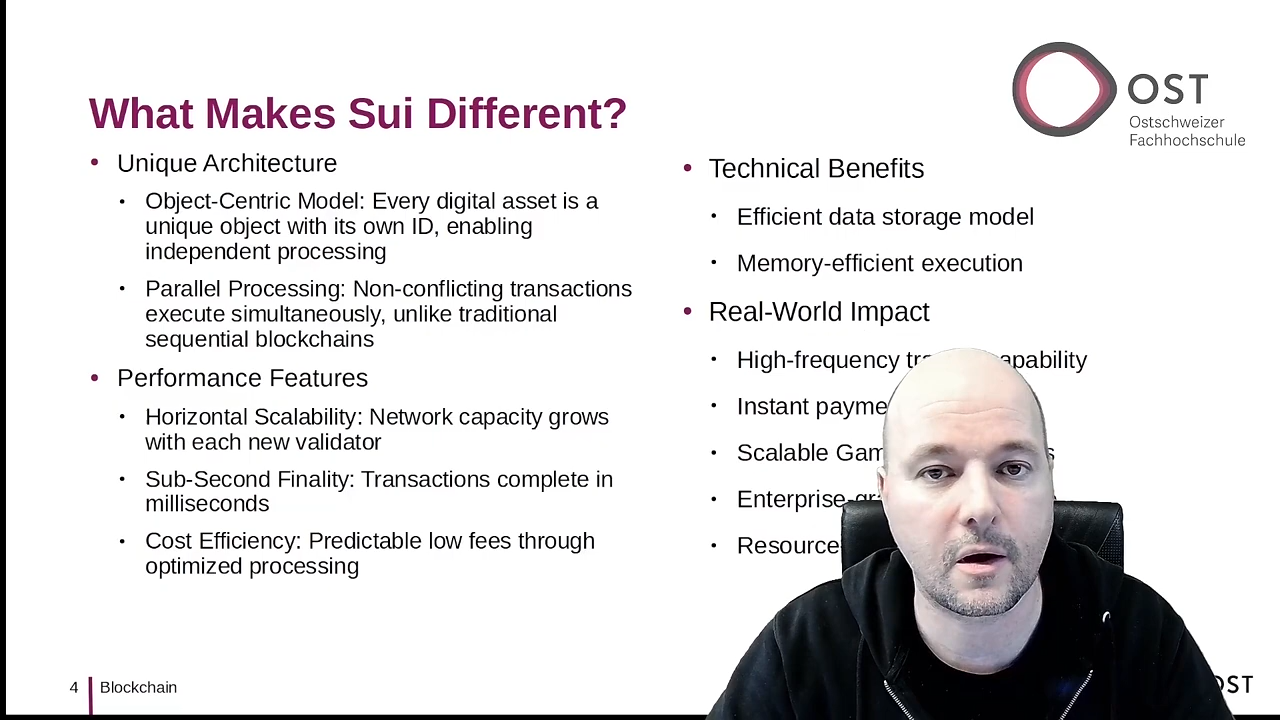 OST
Ostschweizer
Fachhochschule
What Makes Sui Different?
• Unique Architecture
• Object-Centric Model: Every digital asset is a
unique object with its own ID, enabling
independent processing
• Parallel Processing: Non-conflicting transactions
execute simultaneously, unlike traditional
sequential blockchains
• Performance Features
• Horizontal Scalability: Network capacity grows
with each new validator
• Sub-Second Finality: Transactions complete in
milliseconds
• Cost Efficiency: Predictable low fees through
optimized processing
• Technical Benefits
• Efficient data storage model
• Memory-efficient execution
• Real-World Impact
• High-frequency
• Instant
• Scalable
4 Blockchain
OST